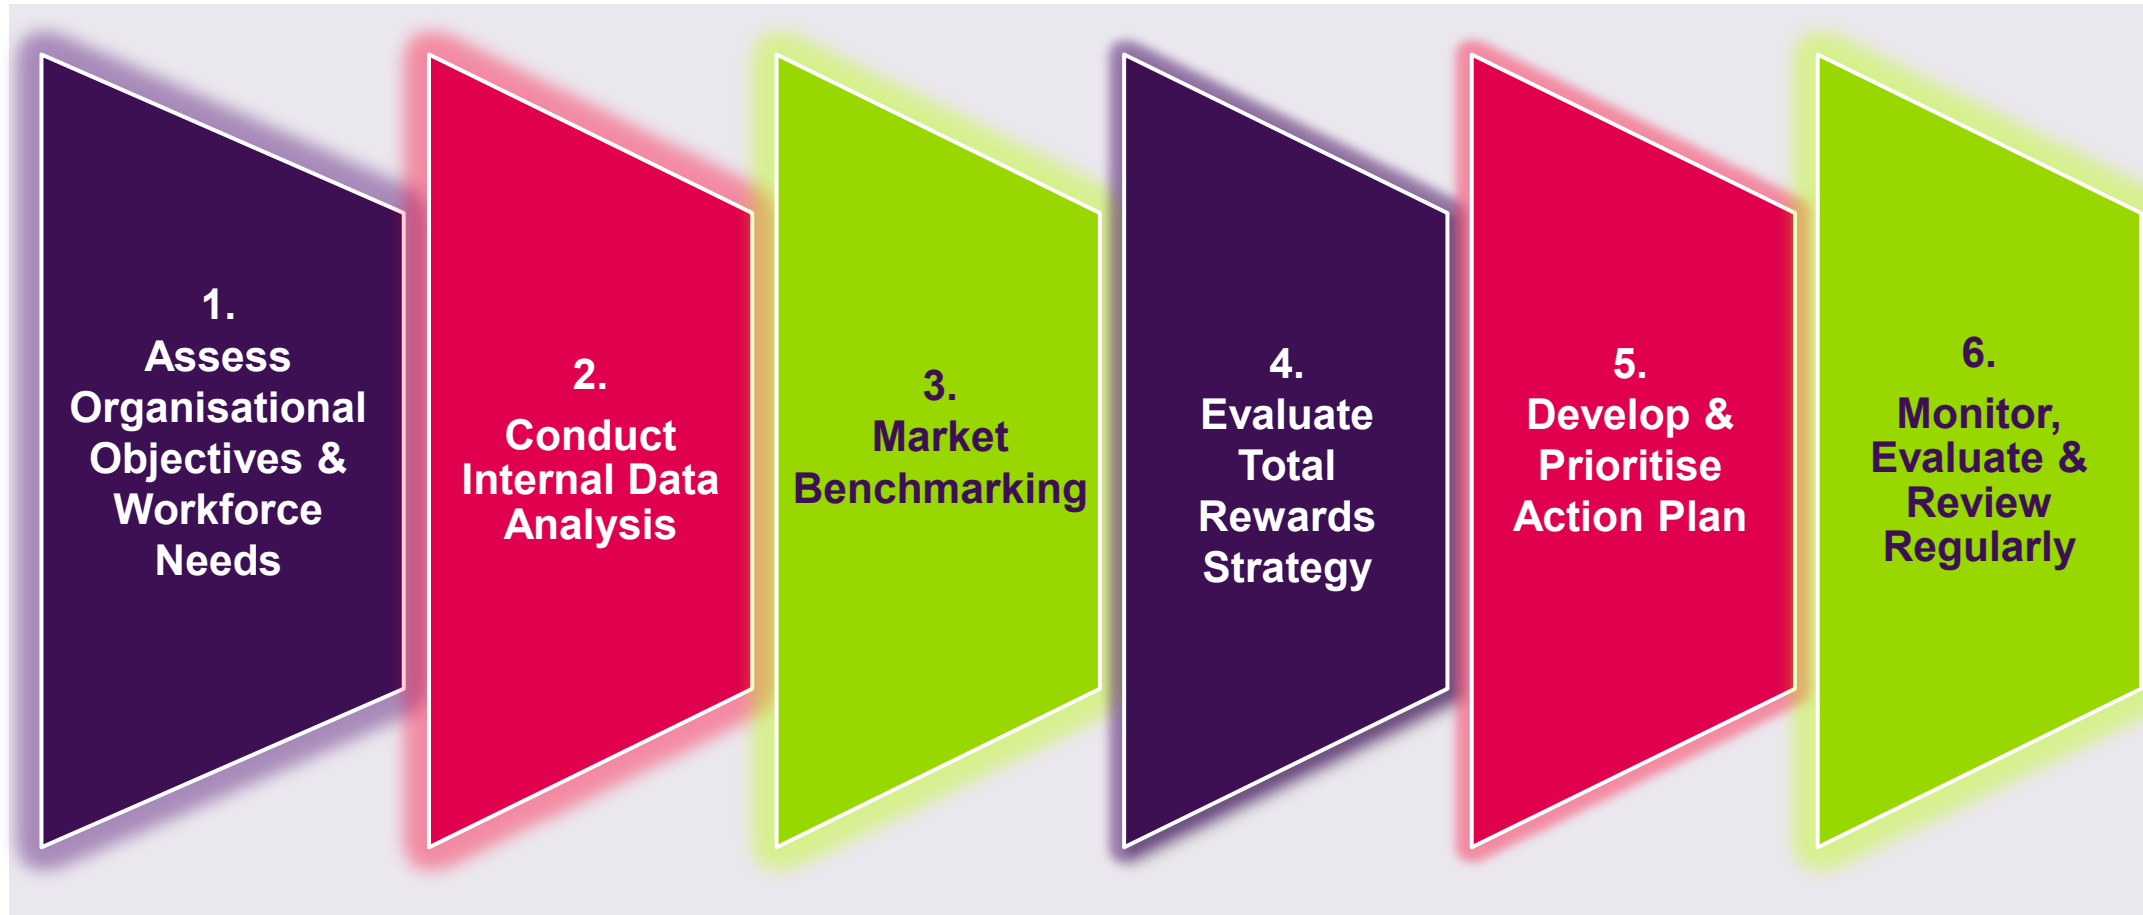 1.
Assess
Organisational
Objectives &
Workforce
Needs
2.
Conduct
Internal Data
Analysis
3.
Market
Benchmarking
4.
Evaluate
Total
Rewards
Strategy
5.
Develop &
Prioritise
Action Plan
6.
Monitor,
Evaluate &
Review
Regularly